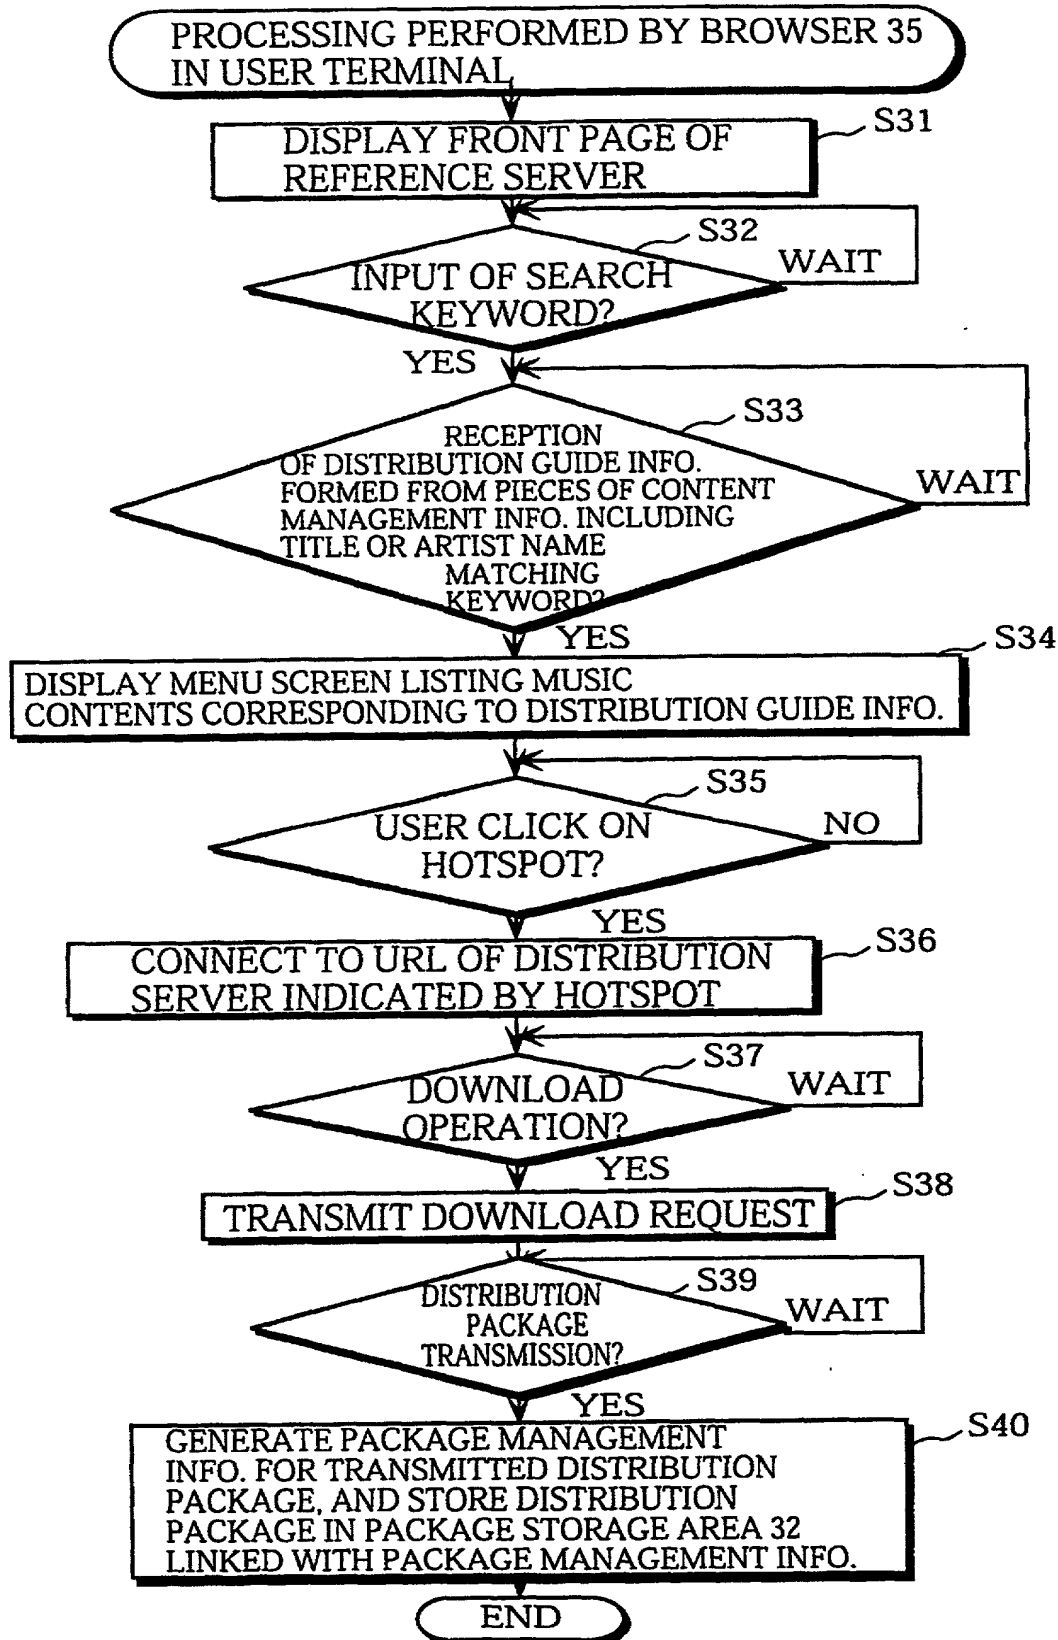 PROCESSING PERFORMED BY BROWSER 35
IN USER TERMINAL
S31
DISPLAY FRONT PAGE OF
REFERENCE SERVER
S32
WAIT
INPUT OF SEARCH
KEYWORD?
YES
S33
WAIT
RECEPTION
OF DISTRIBUTION GUIDE INFO.
FORMED FROM PIECES OF CONTENT
MANAGEMENT INFO. INCLUDING
TITLE OR ARTIST NAME
MATCHING
KEYWORD?
YES
S34
DISPLAY MENU SCREEN LISTING MUSIC
CONTENTS CORRESPONDING TO DISTRIBUTION GUIDE INFO.
S35
NO
USER CLICK ON
HOTSPOT?
YES
S36
CONNECT TO URL OF DISTRIBUTION
SERVER INDICATED BY HOTSPOT
S37
WAIT
DOWNLOAD
OPERATION?
YES
S38
TRANSMIT DOWNLOAD REQUEST
S39
WAIT
DISTRIBUTION
PACKAGE
TRANSMISSION?
YES
S40
GENERATE PACKAGE MANAGEMENT
INFO. FOR TRANSMITTED DISTRIBUTION
PACKAGE, AND STORE DISTRIBUTION
PACKAGE IN PACKAGE STORAGE AREA 32
LINKED WITH PACKAGE MANAGEMENT INFO.
END